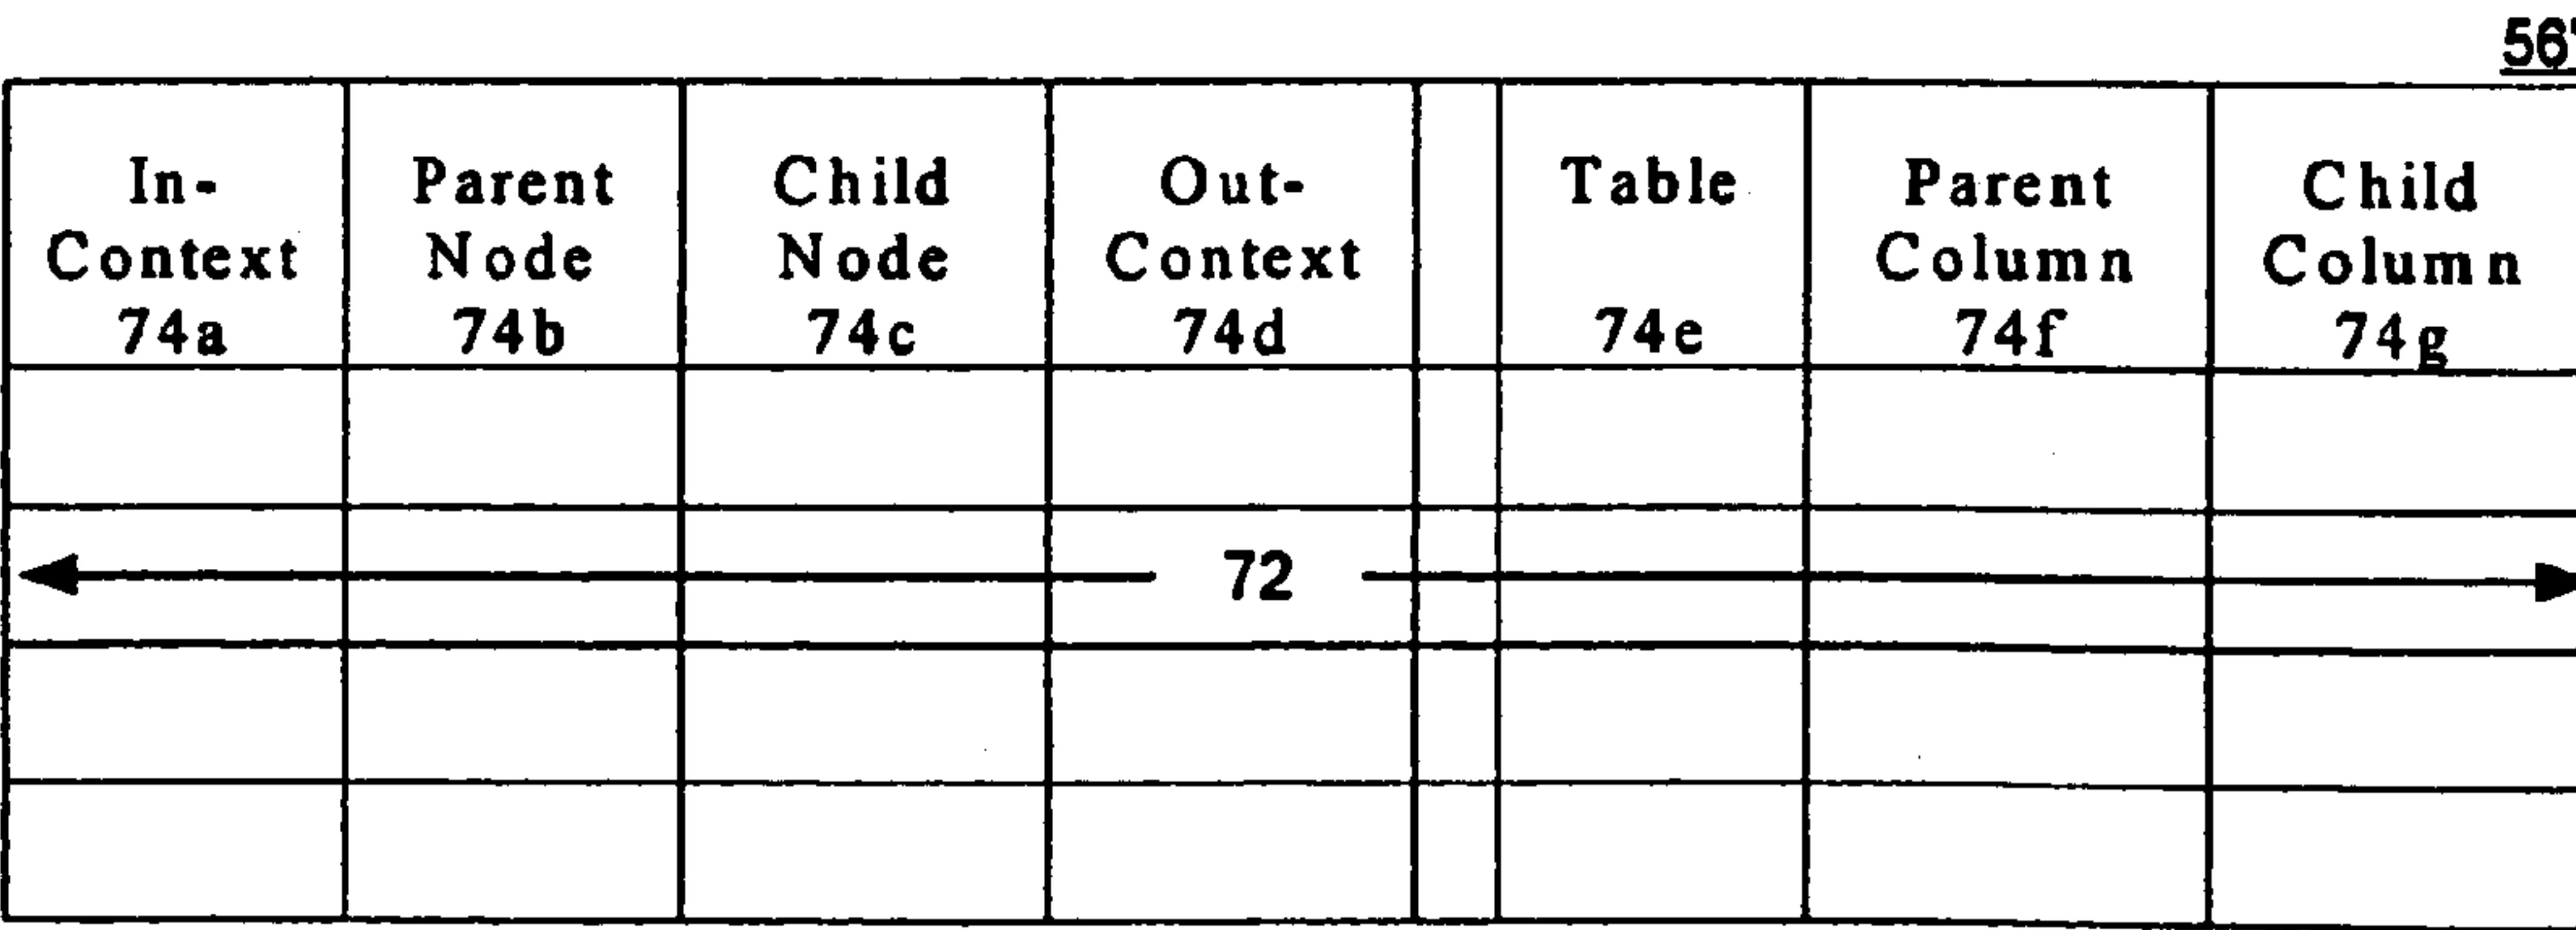 56'
In-
Context
74a
Parent
Node
74b
Child
Node
74c
Out-
Context
74d
Table
74e
Parent
Column
74f
Child
Column
74g
72